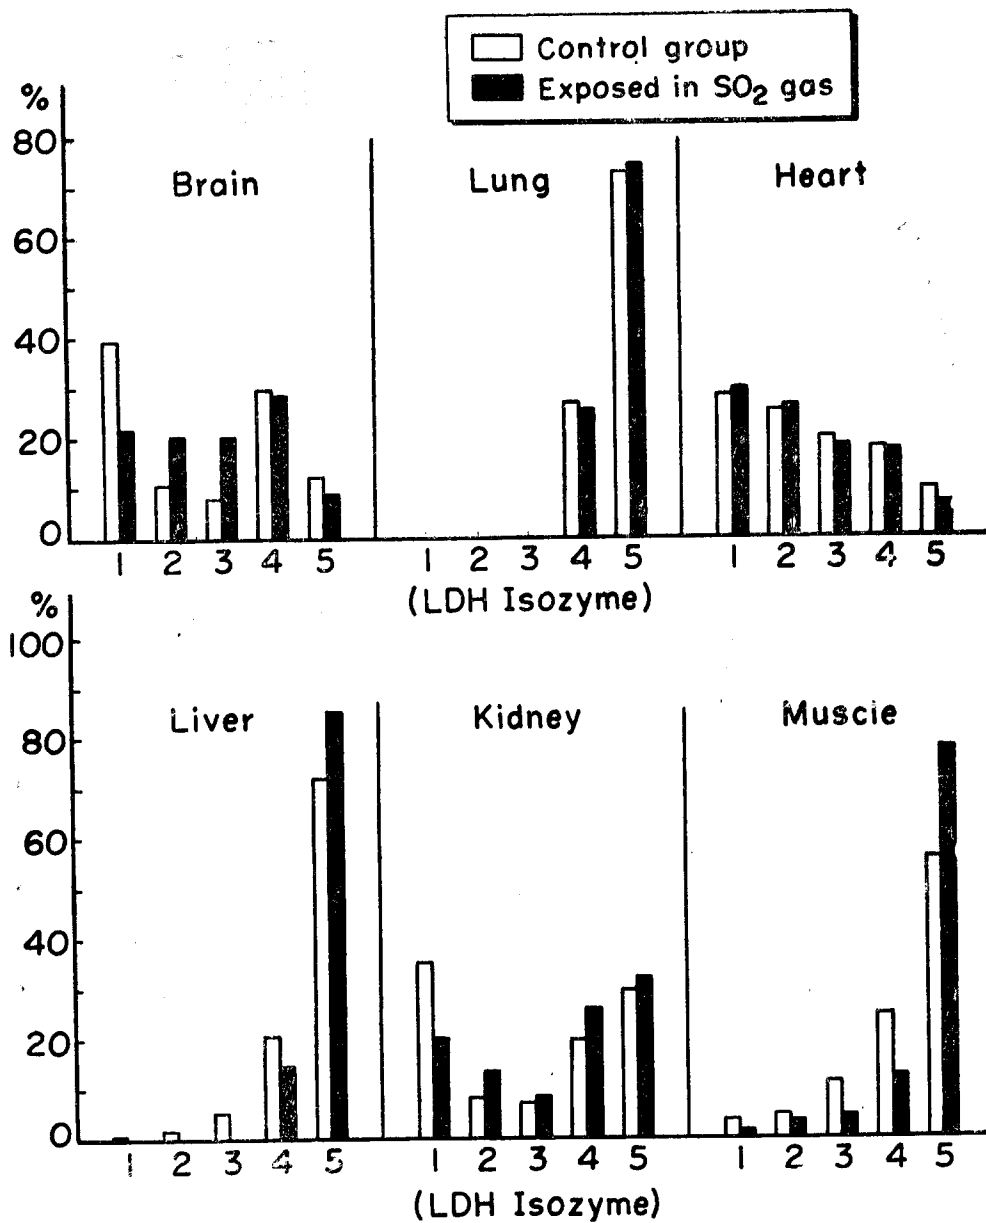 Control group
Exposed in SO₂ gas
%
80
60
40
20
0
Brain
Lung
Heart
1 2 3 4 5 1 2 3 4 5 1 2 3 4 5
(LDH Isozyme)
%
100
80
60
40
20
0
Liver
Kidney
Muscie
1 2 3 4 5 1 2 3 4 5 1 2 3 4 5
(LDH Isozyme)